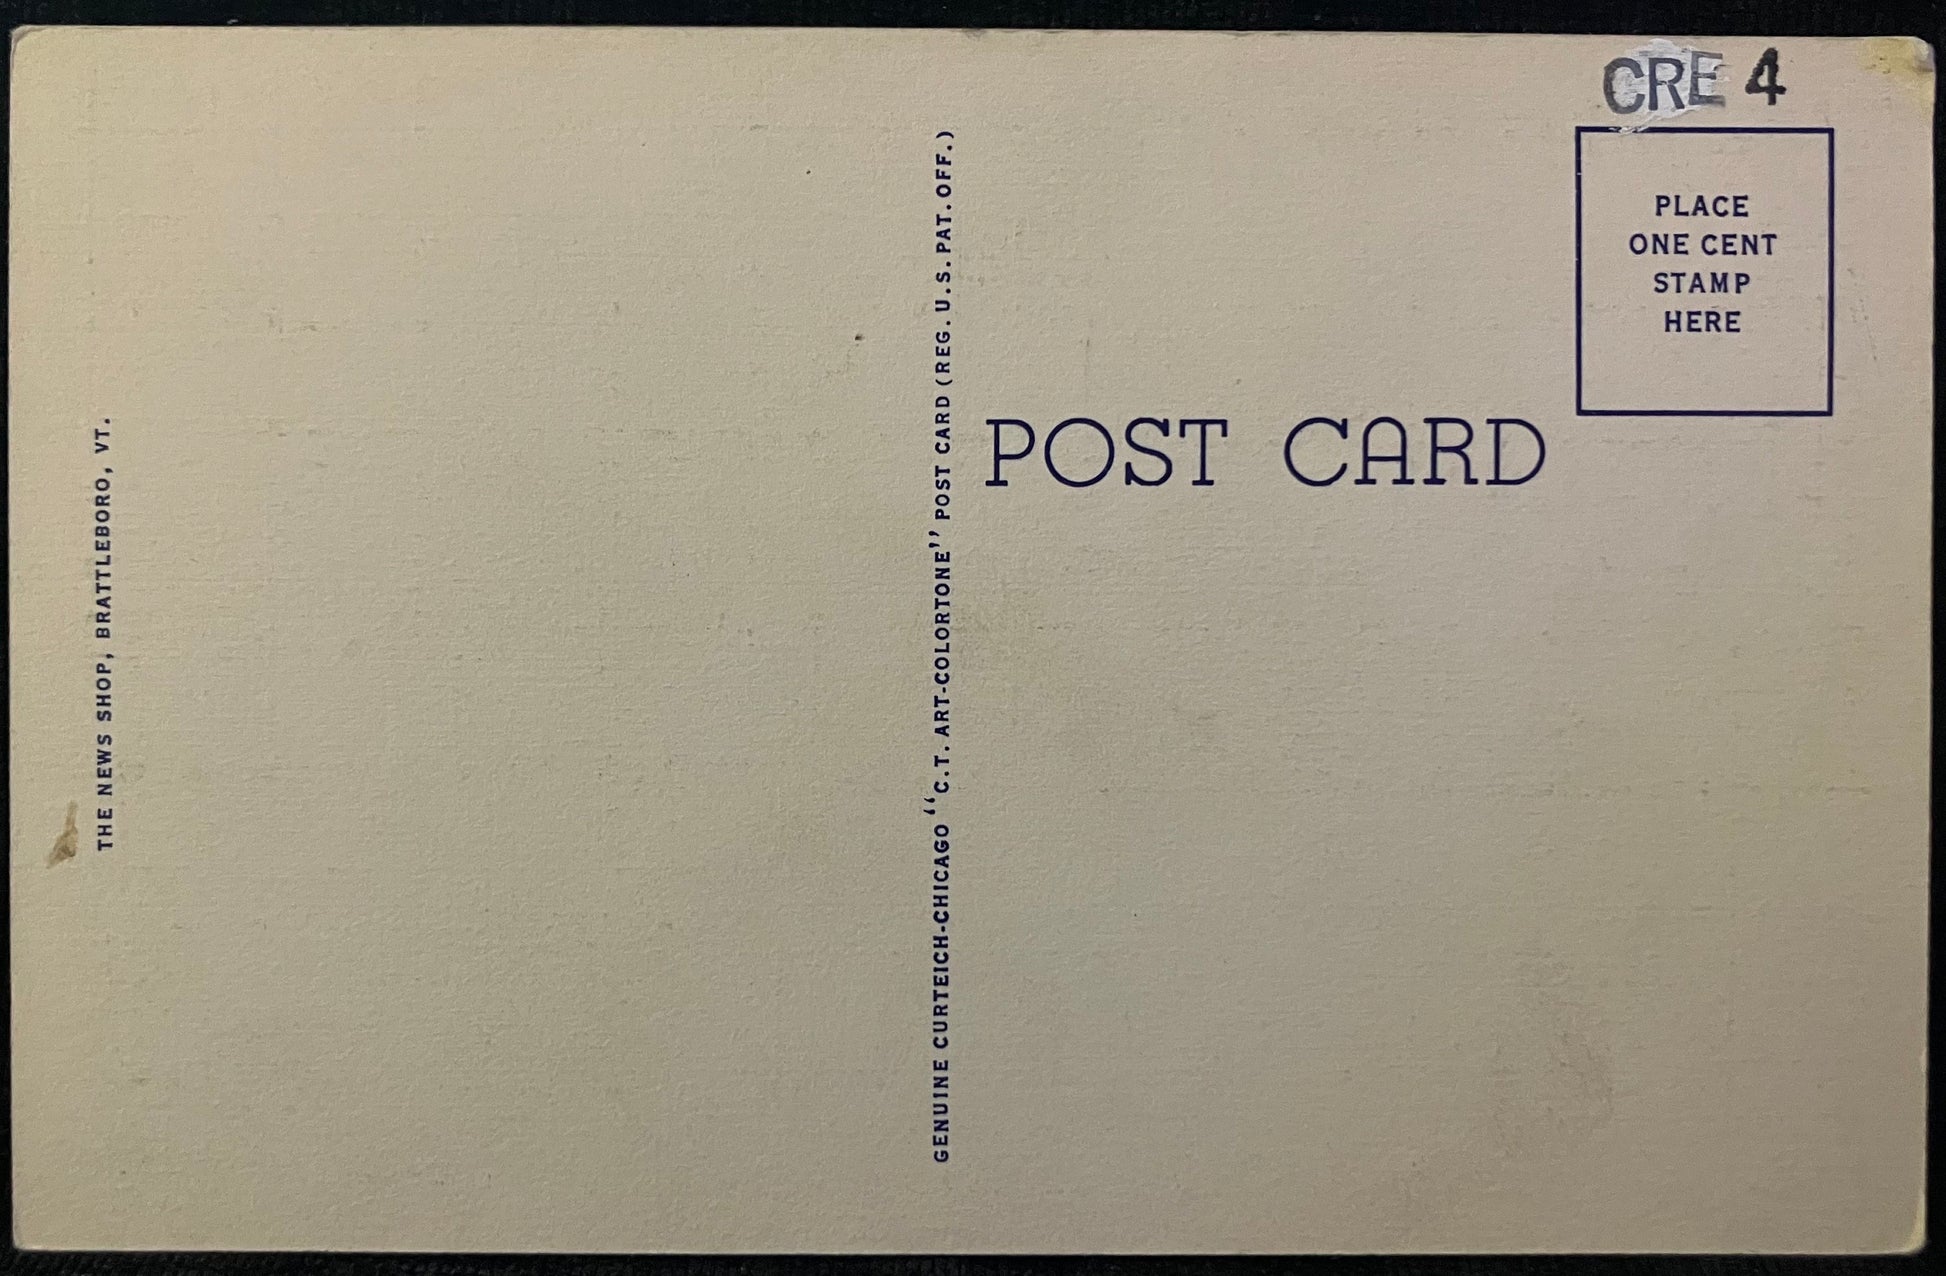 CRE 4
PLACE
ONE CENT
STAMP
HERE
POST CARD
THE NEWS SHOP, BRATTLEBORO, VT.
GENUINE CURTEICH-CHICAGO "C.T. ART-COLORTONE" POST CARD (REG. U.S. PAT. OFF.)